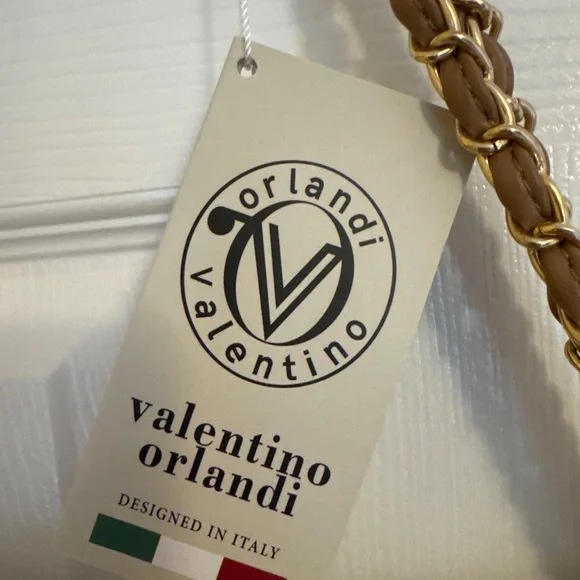 orlandi
valentino
valentino
orlandi
DESIGNED IN ITALY